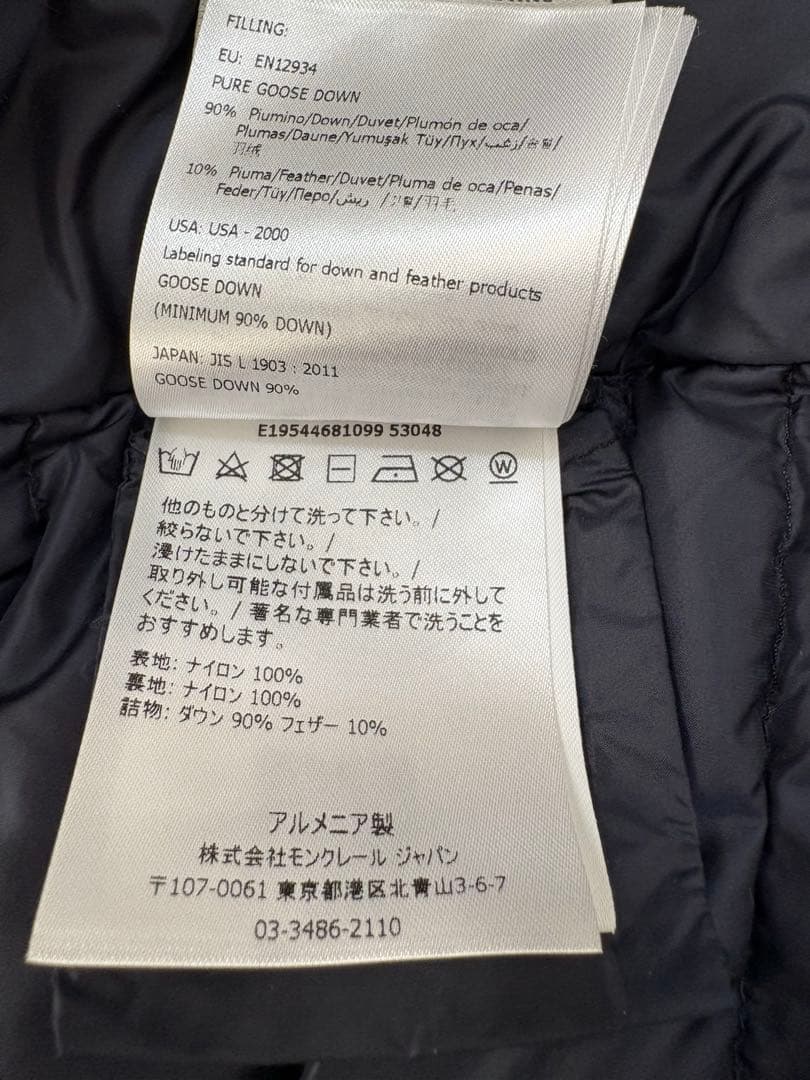 FILLING:
EU: EN12934
PURE GOOSE DOWN
90% Piumino/Down/Duvet/Plumón de oca/
Plumas/Daune/Yumuşak Tüy/Пух/زغب/솜털/
羽绒
10% Piuma/Feather/Duvet/Pluma de oca/Penas/
Feder/Tüy/Перо/ريش /깃털/羽毛
USA: USA - 2000
Labeling standard for down and feather products
GOOSE DOWN
(MINIMUM 90% DOWN)
JAPAN: JIS L 1903 : 2011
GOOSE DOWN 90%
E19544681099 53048
W
他のものと分けて洗って下さい。/
絞らないで下さい。/
浸けたままにしないで下さい。/
取り外し可能な付属品は洗う前に外して
ください。/ 著名な専門業者で洗うことを
おすすめします。
表地: ナイロン 100%
裏地: ナイロン 100%
詰物: ダウン 90% フェザー 10%
アルメニア製
株式会社モンクレール ジャパン
〒107-0061 東京都港区北青山3-6-7
03-3486-2110